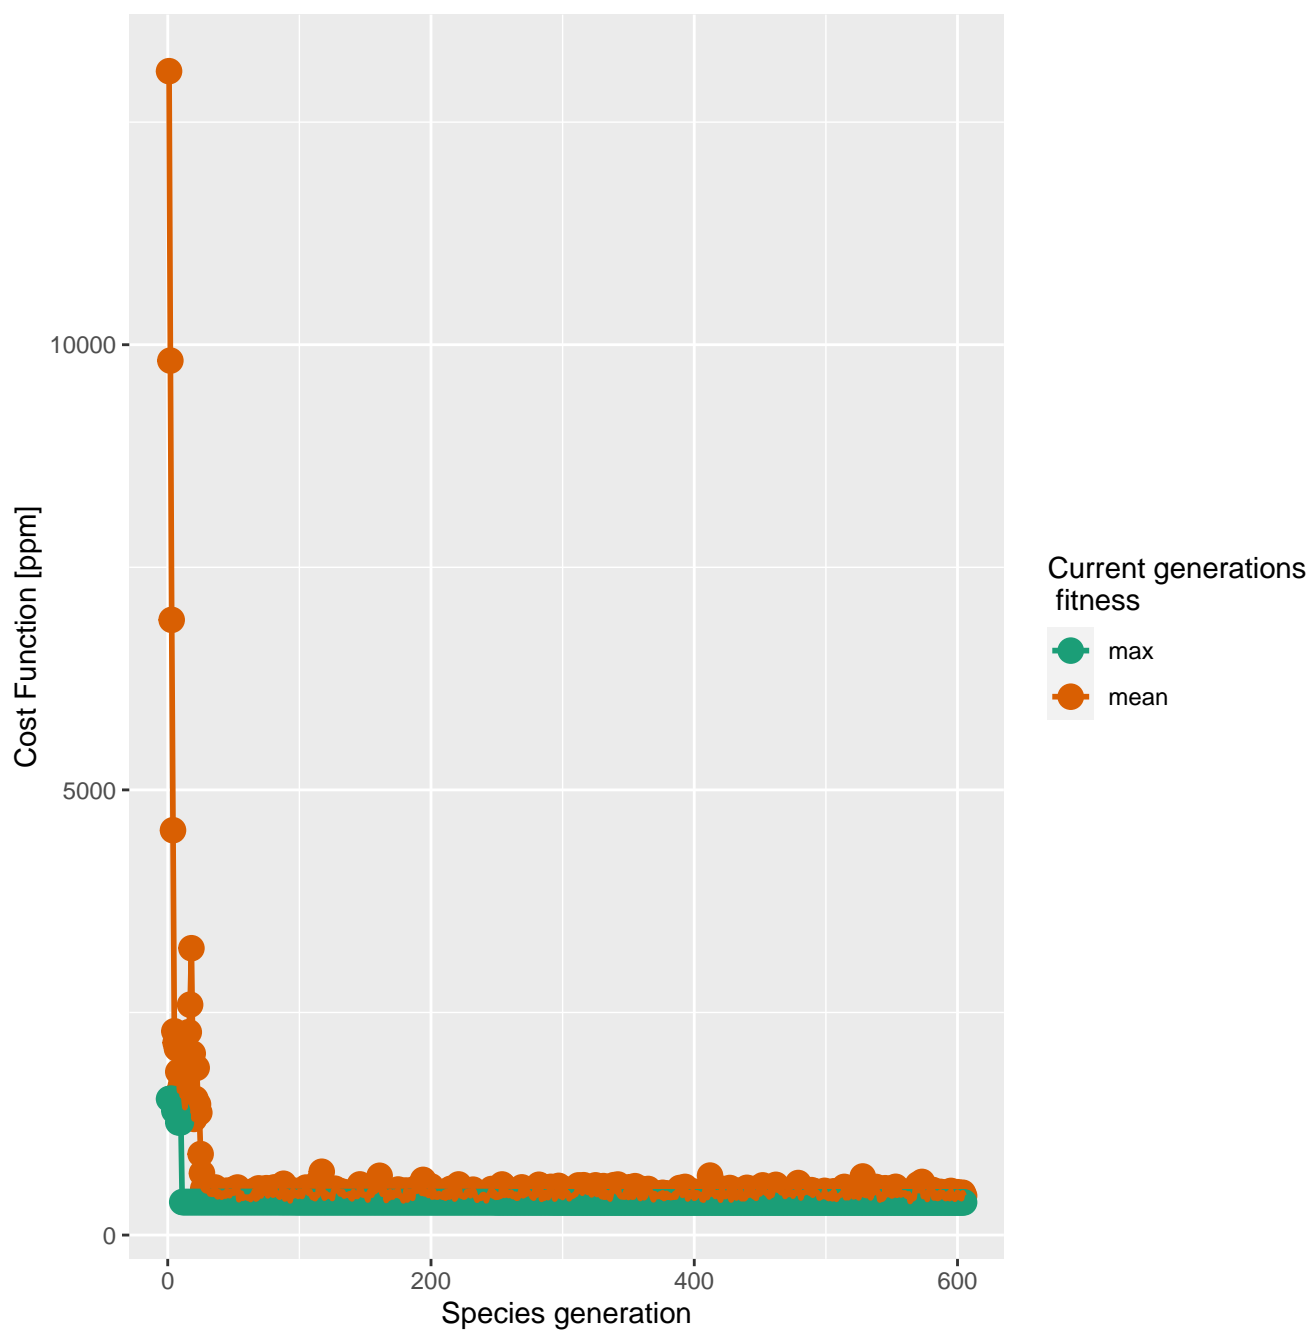 10000
5000
0
0 200 400 600
Species generation
Cost Function [ppm]
Current generations
fitness
max
mean